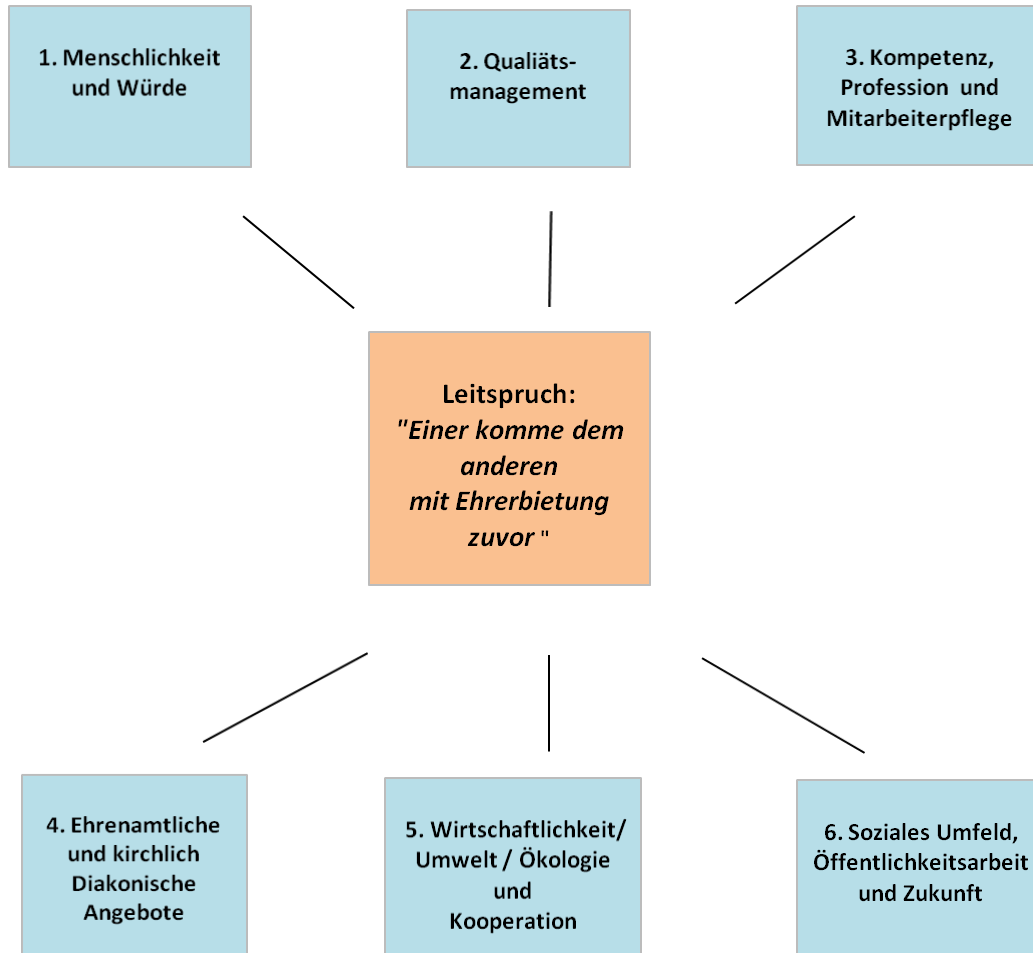 1. Menschlichkeit
und Würde
2. Qualiäts-
management
3. Kompetenz,
Profession und
Mitarbeiterpflege
Leitspruch:
"Einer komme dem
anderen
mit Ehrerbietung
zuvor "
4. Ehrenamtliche
und kirchlich
Diakonische
Angebote
5. Wirtschaftlichkeit/
Umwelt / Ökologie
und
Kooperation
6. Soziales Umfeld,
Öffentlichkeitsarbeit
und Zukunft